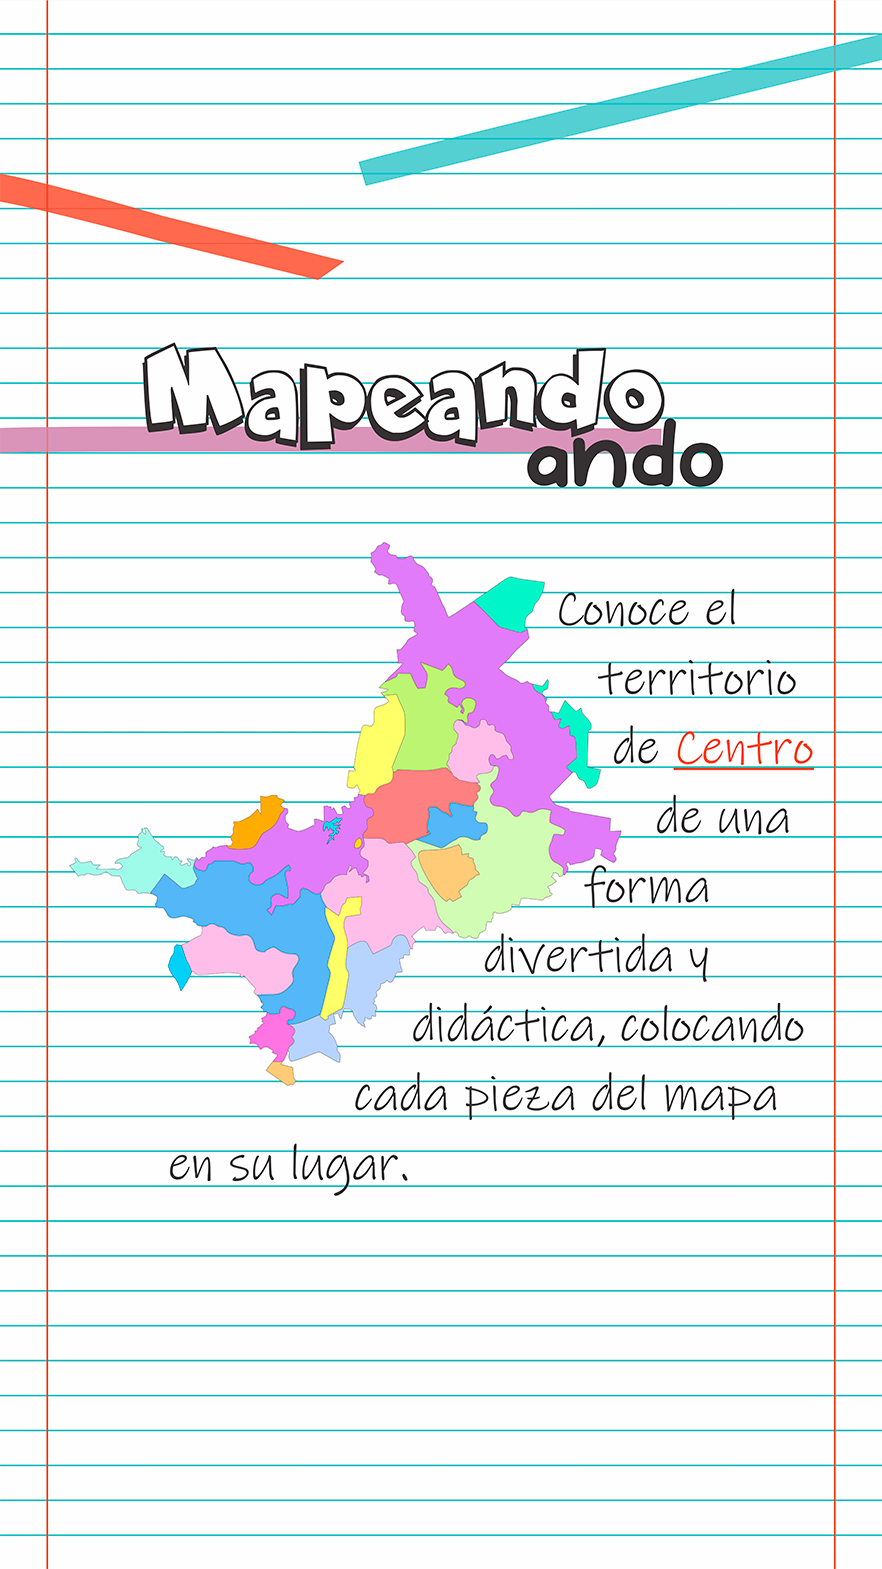 Mapeando
ando
Conoce el
territorio
de Centro
de una
forma
divertida y
didáctica, colocando
cada pieza del mapa
en su lugar.